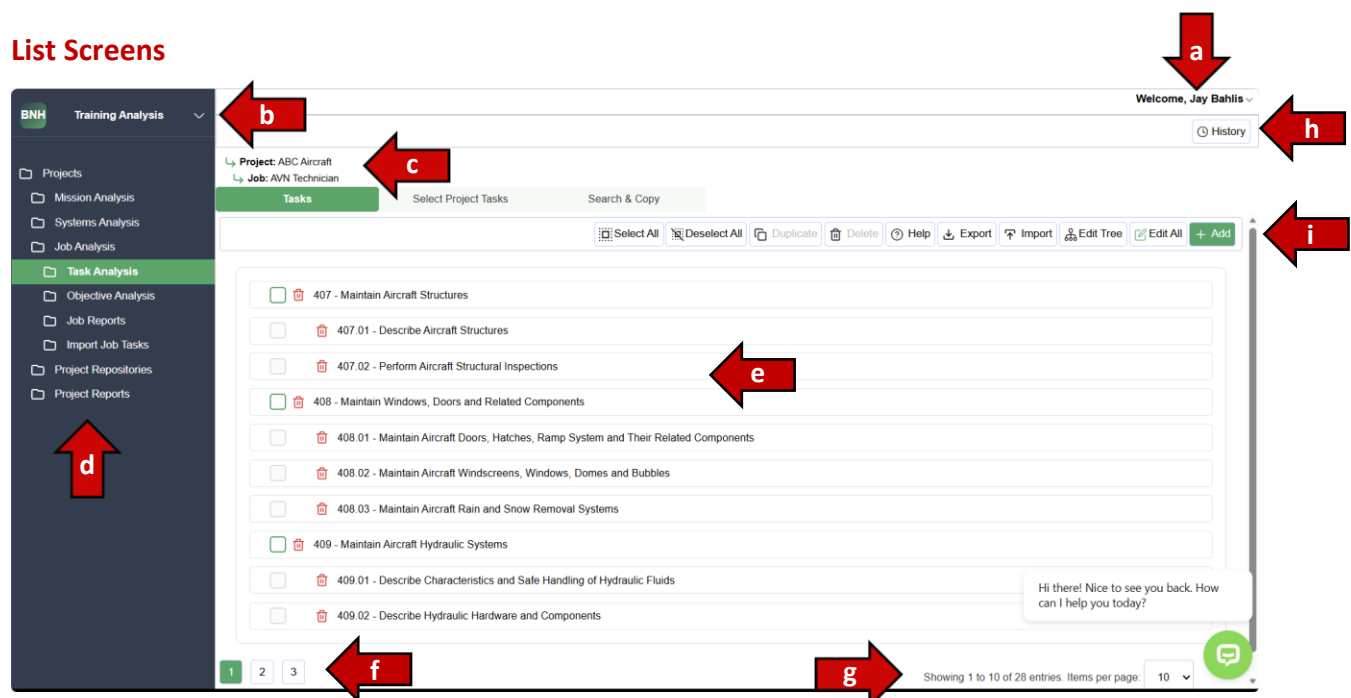 List Screens
a
Welcome, Jay Bahlis
BNH Training Analysis
b
History
h
Project: ABC Aircraft
Job: AVN Technician
c
Projects
Mission Analysis
Systems Analysis
Job Analysis
Task Analysis
Objective Analysis
Job Reports
Import Job Tasks
Project Repositories
Project Reports
d
Tasks Select Project Tasks Search & Copy
Select All Deselect All Duplicate Delete Help Export Import Edit Tree Edit All + Add
i
407 - Maintain Aircraft Structures
407.01 - Describe Aircraft Structures
407.02 - Perform Aircraft Structural Inspections
e
408 - Maintain Windows, Doors and Related Components
408.01 - Maintain Aircraft Doors, Hatches, Ramp System and Their Related Components
408.02 - Maintain Aircraft Windscreens, Windows, Domes and Bubbles
408.03 - Maintain Aircraft Rain and Snow Removal Systems
409 - Maintain Aircraft Hydraulic Systems
409.01 - Describe Characteristics and Safe Handling of Hydraulic Fluids
409.02 - Describe Hydraulic Hardware and Components
Hi there! Nice to see you back. How
can I help you today?
1 2 3
f
g
Showing 1 to 10 of 28 entries. Items per page: 10